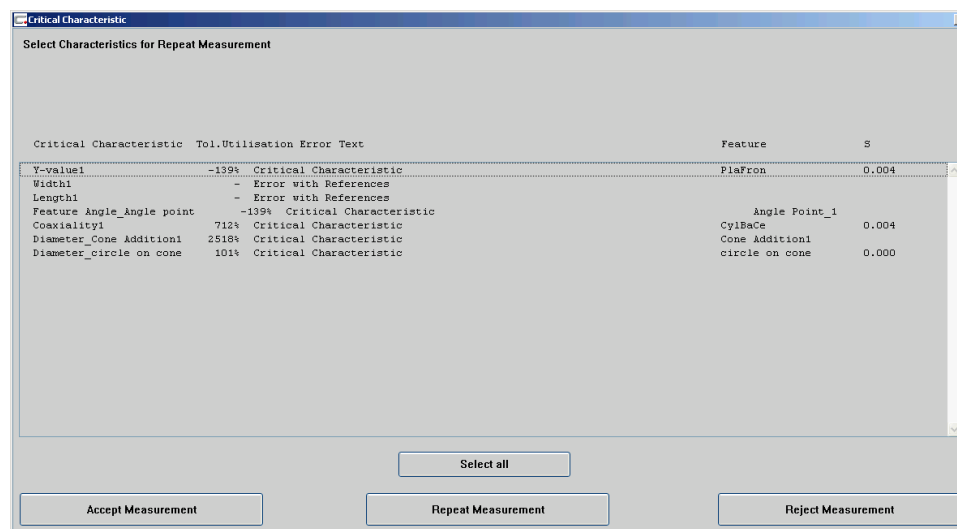 Critical Characteristic
Select Characteristics for Repeat Measurement
Critical Characteristic Tol.Utilisation Error Text Feature S
Y-value1 -139% Critical Characteristic PlaFron 0.004
Width1 - Error with References
Length1 - Error with References
Feature Angle_Angle point -139% Critical Characteristic Angle Point_1
Coaxiality1 712% Critical Characteristic CylBaCe 0.004
Diameter_Cone Addition1 2518% Critical Characteristic Cone Addition1
Diameter_circle on cone 101% Critical Characteristic circle on cone 0.000
Select all
Accept Measurement Repeat Measurement Reject Measurement